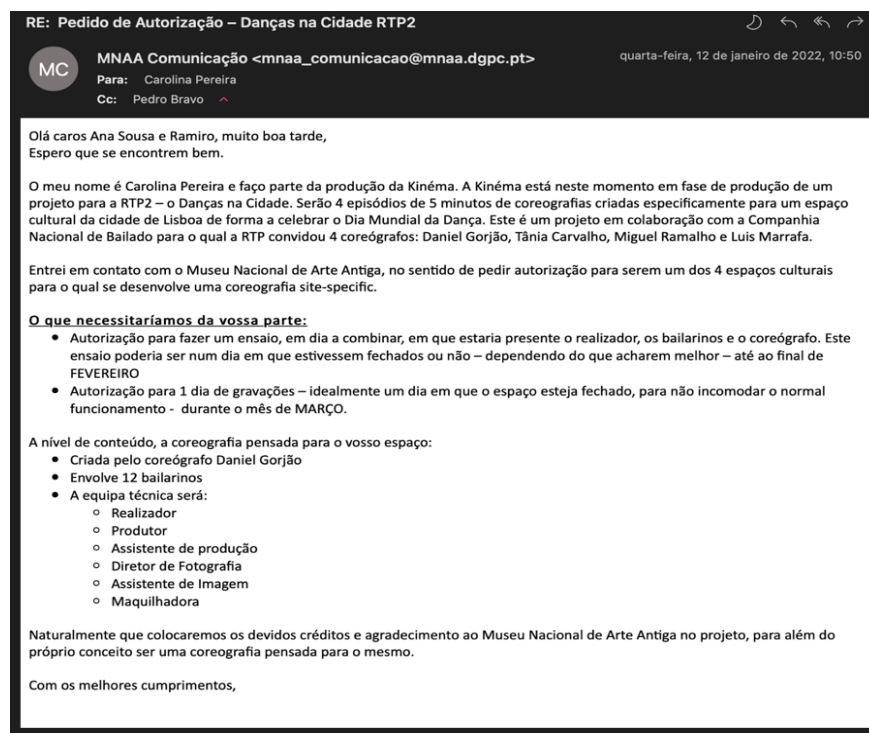 RE: Pedido de Autorização – Danças na Cidade RTP2
MC
MNAA Comunicação <mnaa_comunicacao@mnaa.dgpc.pt>
quarta-feira, 12 de janeiro de 2022, 10:50
Para: Carolina Pereira
Cc: Pedro Bravo
Olá caros Ana Sousa e Ramiro, muito boa tarde,
Espero que se encontrem bem.
O meu nome é Carolina Pereira e faço parte da produção da Kinéma. A Kinéma está neste momento em fase de produção de um
projeto para a RTP2 – o Danças na Cidade. Serão 4 episódios de 5 minutos de coreografias criadas especificamente para um espaço
cultural da cidade de Lisboa de forma a celebrar o Dia Mundial da Dança. Este é um projeto em colaboração com a Companhia
Nacional de Bailado para o qual a RTP convidou 4 coreógrafos: Daniel Gorjão, Tânia Carvalho, Miguel Ramalho e Luis Marrafa.
Entrei em contato com o Museu Nacional de Arte Antiga, no sentido de pedir autorização para serem um dos 4 espaços culturais
para o qual se desenvolve uma coreografia site-specific.
O que necessitaríamos da vossa parte:
• Autorização para fazer um ensaio, em dia a combinar, em que estaria presente o realizador, os bailarinos e o coreógrafo. Este
ensaio poderia ser num dia em que estivessem fechados ou não – dependendo do que acharem melhor – até ao final de
FEVEREIRO
• Autorização para 1 dia de gravações – idealmente um dia em que o espaço esteja fechado, para não incomodar o normal
funcionamento - durante o mês de MARÇO.
A nível de conteúdo, a coreografia pensada para o vosso espaço:
• Criada pelo coreógrafo Daniel Gorjão
• Envolve 12 bailarinos
• A equipa técnica será:
○ Realizador
○ Produtor
○ Assistente de produção
○ Diretor de Fotografia
○ Assistente de Imagem
○ Maquilhadora
Naturalmente que colocaremos os devidos créditos e agradecimento ao Museu Nacional de Arte Antiga no projeto, para além do
próprio conceito ser uma coreografia pensada para o mesmo.
Com os melhores cumprimentos,